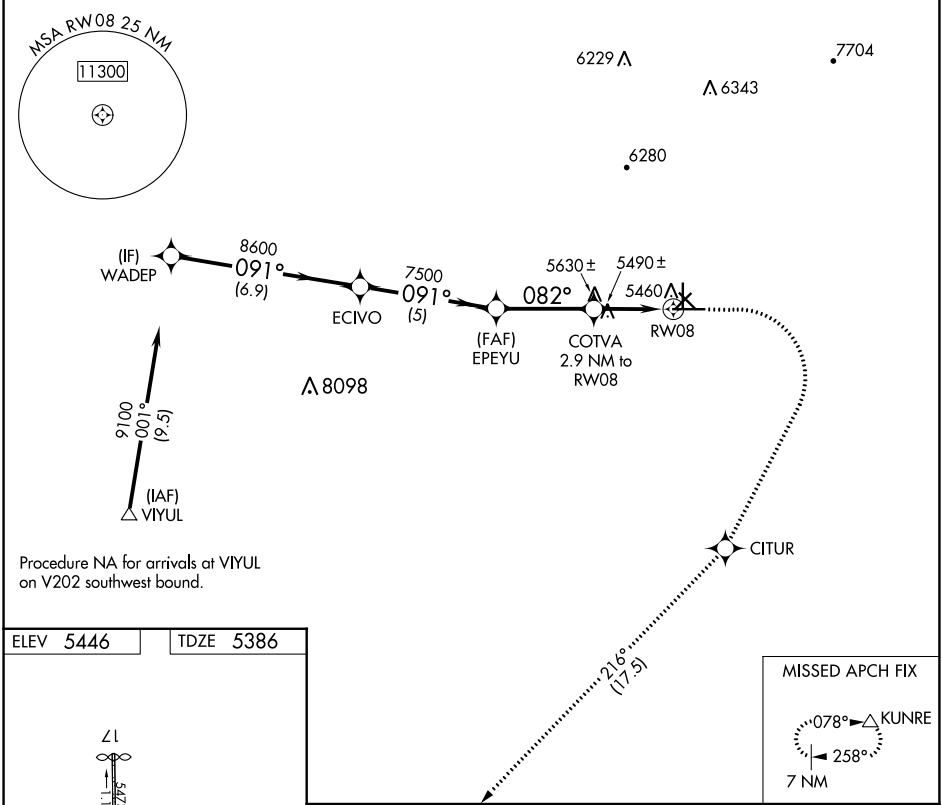 MSA RW08 25 NM
11300
6229
7704
6343
6280
(IF)
WADEP
8600
091°
(6.9)
ECIVO
7500
091°
(5)
(FAF)
EPEYU
082°
5630 ±
5490 ±
5460
COTVA
2.9 NM to
RW08
RW08
8098
9100
001°
(9.5)
(IAF)
VIYUL
CITUR
216°
(17.5)
Procedure NA for arrivals at VIYUL
on V202 southwest bound.
ELEV 5446
TDZE 5386
17
MISSED APCH FIX
078°
KUNRE
258°
7 NM